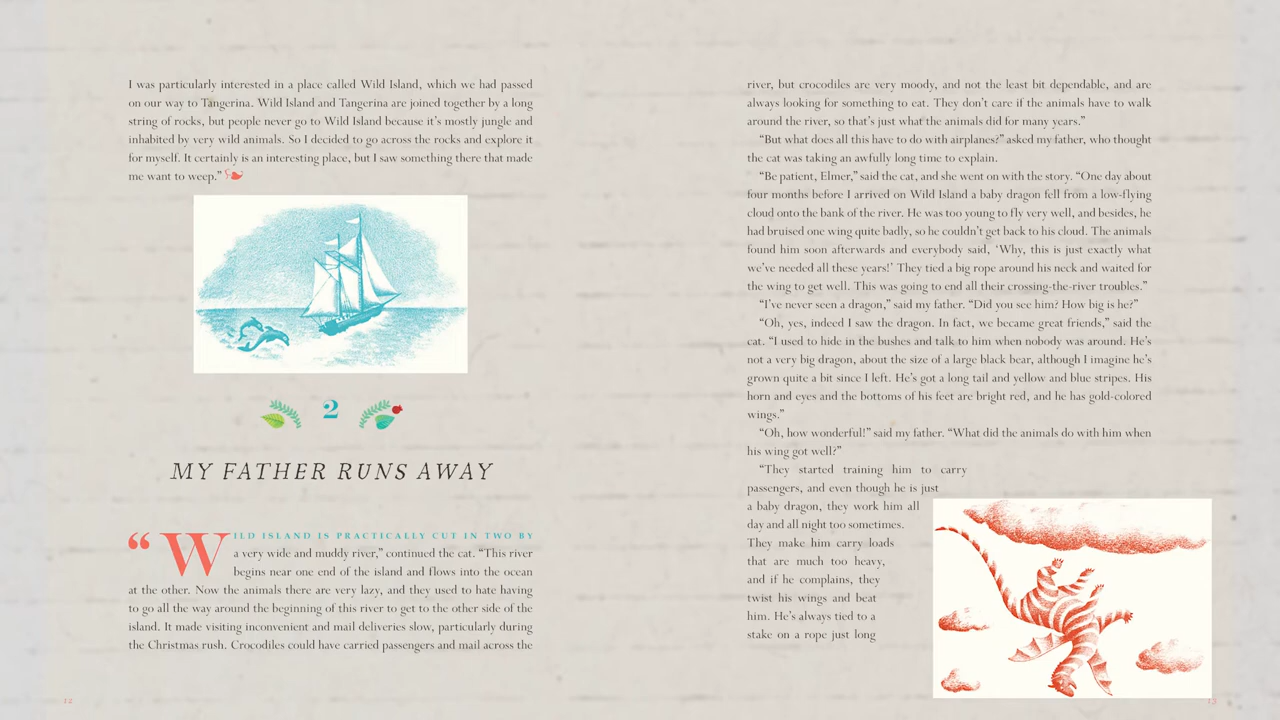 I was particularly interested in a place called Wild Island, which we had passed
on our way to Tangerina. Wild Island and Tangerina are joined together by a long
string of rocks, but people never go to Wild Island because it’s mostly jungle and
inhabited by very wild animals. So I decided to go across the rocks and explore it
for myself. It certainly is an interesting place, but I saw something there that made
me want to weep.”
2
MY FATHER RUNS AWAY
“WILD ISLAND IS PRACTICALLY CUT IN TWO BY
a very wide and muddy river,” continued the cat. “This river
begins near one end of the island and flows into the ocean
at the other. Now the animals there are very lazy, and they used to hate having
to go all the way around the beginning of this river to get to the other side of the
island. It made visiting inconvenient and mail deliveries slow, particularly during
the Christmas rush. Crocodiles could have carried passengers and mail across the
12
river, but crocodiles are very moody, and not the least bit dependable, and are
always looking for something to eat. They don’t care if the animals have to walk
around the river, so that’s just what the animals did for many years.”
“But what does all this have to do with airplanes?” asked my father, who thought
the cat was taking an awfully long time to explain.
“Be patient, Elmer,” said the cat, and she went on with the story. “One day about
four months before I arrived on Wild Island a baby dragon fell from a low-flying
cloud onto the bank of the river. He was too young to fly very well, and besides, he
had bruised one wing quite badly, so he couldn’t get back to his cloud. The animals
found him soon afterwards and everybody said, ‘Why, this is just exactly what
we’ve needed all these years!’ They tied a big rope around his neck and waited for
the wing to get well. This was going to end all their crossing-the-river troubles.”
“I’ve never seen a dragon,” said my father. “Did you see him? How big is he?”
“Oh, yes, indeed I saw the dragon. In fact, we became great friends,” said the
cat. “I used to hide in the bushes and talk to him when nobody was around. He’s
not a very big dragon, about the size of a large black bear, although I imagine he’s
grown quite a bit since I left. He’s got a long tail and yellow and blue stripes. His
horn and eyes and the bottoms of his feet are bright red, and he has gold-colored
wings.”
“Oh, how wonderful!” said my father. “What did the animals do with him when
his wing got well?”
“They started training him to carry
passengers, and even though he is just
a baby dragon, they work him all
day and all night too sometimes.
They make him carry loads
that are much too heavy,
and if he complains, they
twist his wings and beat
him. He’s always tied to a
stake on a rope just long
13